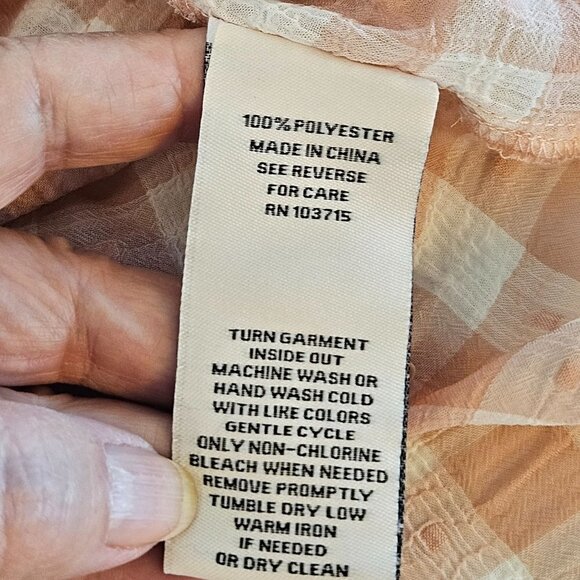 100% POLYESTER
MADE IN CHINA
SEE REVERSE
FOR CARE
RN 103715
TURN GARMENT
INSIDE OUT
MACHINE WASH OR
HAND WASH COLD
WITH LIKE COLORS
GENTLE CYCLE
ONLY NON-CHLORINE
BLEACH WHEN NEEDED
REMOVE PROMPTLY
TUMBLE DRY LOW
WARM IRON
IF NEEDED
OR DRY CLEAN